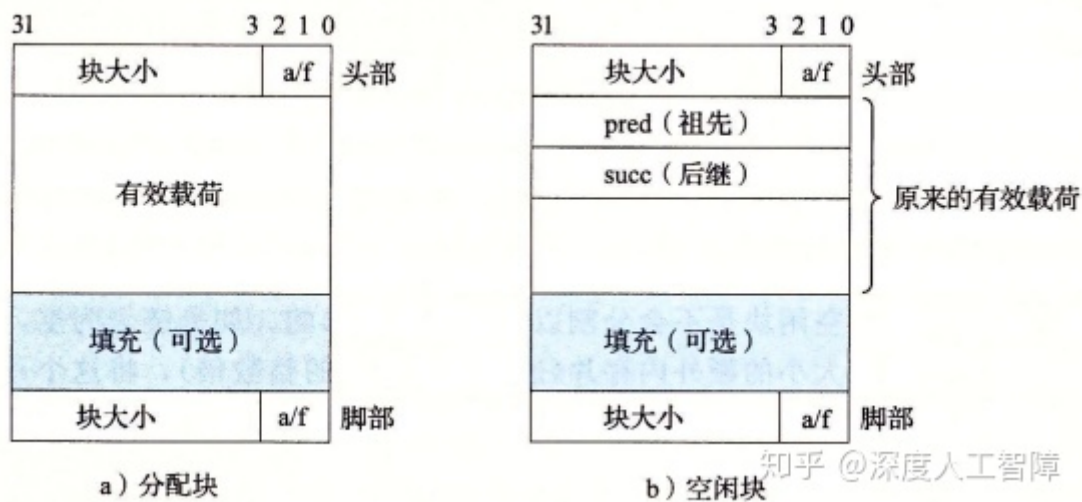 31 3 2 1 0
块大小 a/f 头部
有效载荷
填充（可选）
块大小 a/f 脚部
a）分配块
31 3 2 1 0
块大小 a/f 头部
pred（祖先）
succ（后继）
原来的有效载荷
填充（可选）
块大小 a/f 脚部
b）空闲块
知乎 @深度人工智障